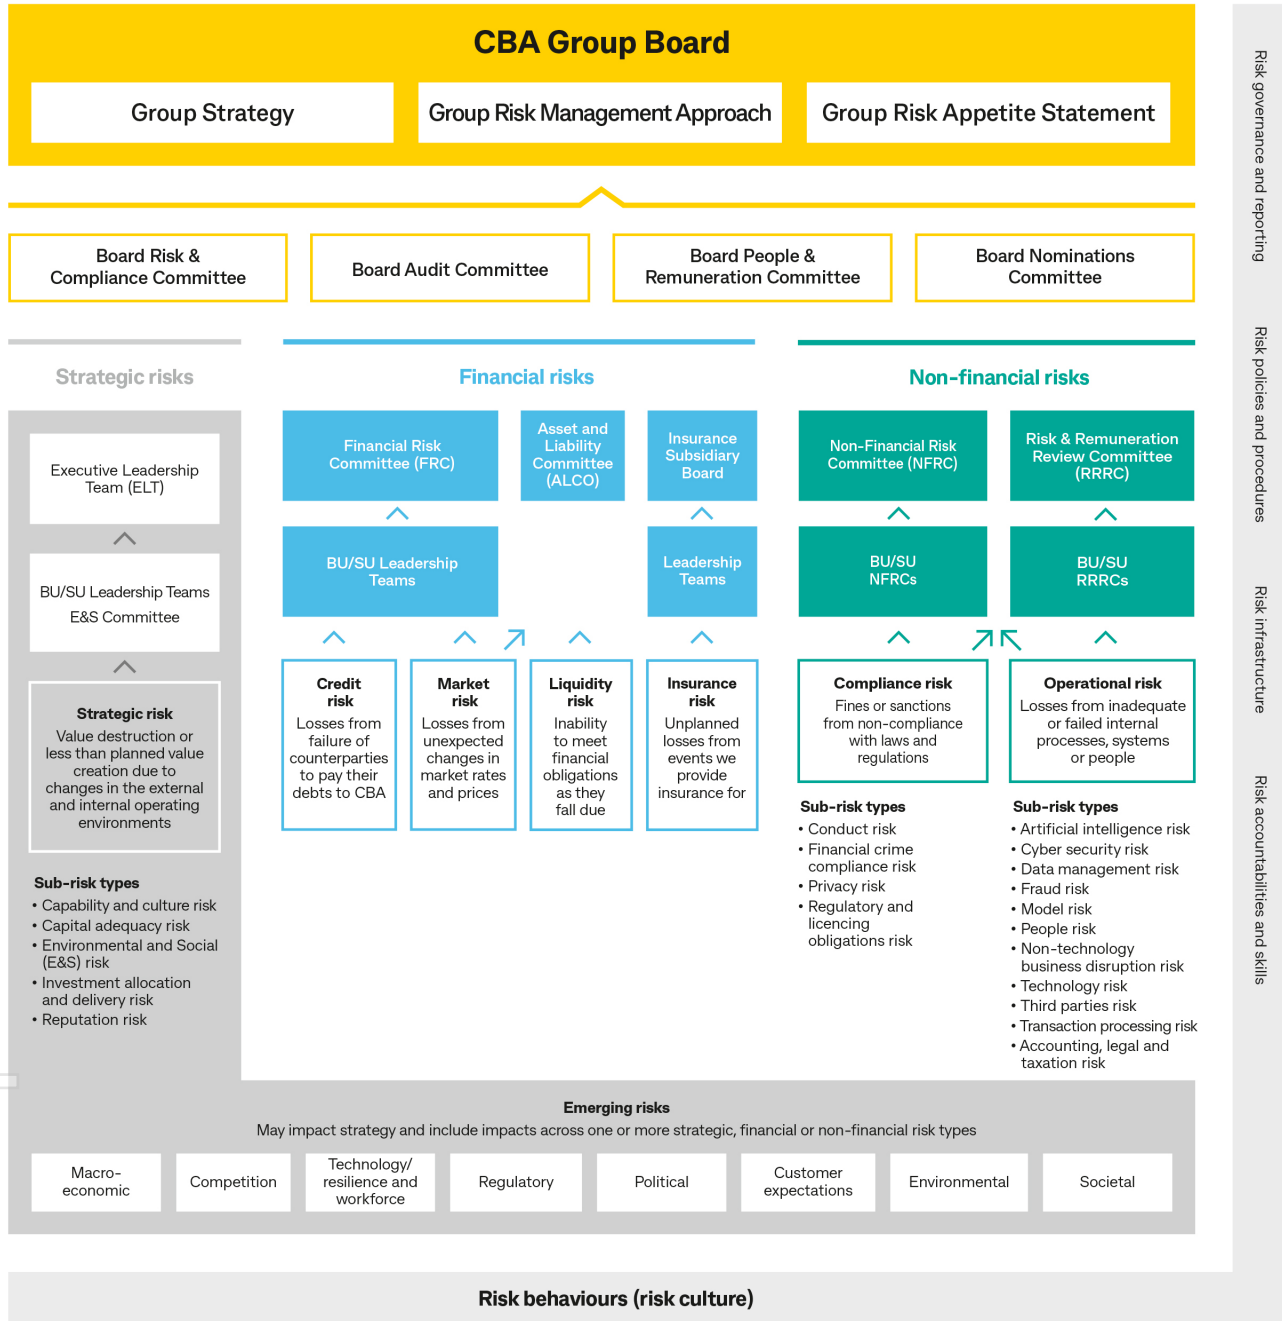 CBA Group Board
Group Strategy
Group Risk Management Approach
Group Risk Appetite Statement
Board Risk &
Compliance Committee
Board Audit Committee
Board People &
Remuneration Committee
Board Nominations
Committee
Strategic risks
Executive Leadership
Team (ELT)
BU/SU Leadership Teams
E&S Committee
Strategic risk
Value destruction or
less than planned value
creation due to
changes in the external
and internal operating
environments
Sub-risk types
• Capability and culture risk
• Capital adequacy risk
• Environmental and Social
(E&S) risk
• Investment allocation
and delivery risk
• Reputation risk
Financial risks
Financial Risk
Committee (FRC)
Asset and
Liability
Committee
(ALCO)
Insurance
Subsidiary
Board
BU/SU Leadership
Teams
Leadership
Teams
Credit
risk
Losses from
failure of
counterparties
to pay their
debts to CBA
Market
risk
Losses from
unexpected
changes in
market rates
and prices
Liquidity
risk
Inability
to meet
financial
obligations
as they
fall due
Insurance
risk
Unplanned
losses from
events we
provide
insurance for
Non-financial risks
Non-Financial Risk
Committee (NFRC)
Risk & Remuneration
Review Committee
(RRRC)
BU/SU
NFRCs
BU/SU
RRRCs
Compliance risk
Fines or sanctions
from non-compliance
with laws and
regulations
Sub-risk types
• Conduct risk
• Financial crime
compliance risk
• Privacy risk
• Regulatory and
licencing
obligations risk
Operational risk
Losses from inadequate
or failed internal
processes, systems
or people
Sub-risk types
• Artificial intelligence risk
• Cyber security risk
• Data management risk
• Fraud risk
• Model risk
• People risk
• Non-technology
business disruption risk
• Technology risk
• Third parties risk
• Transaction processing risk
• Accounting, legal and
taxation risk
Emerging risks
May impact strategy and include impacts across one or more strategic, financial or non-financial risk types
Macro-
economic
Competition
Technology/
resilience and
workforce
Regulatory
Political
Customer
expectations
Environmental
Societal
Risk behaviours (risk culture)
Risk governance and reporting
Risk policies and procedures
Risk infrastructure
Risk accountabilities and skills